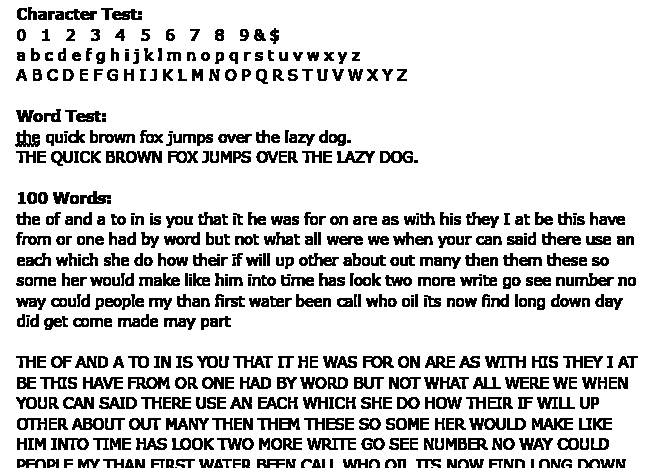 Character Test:
0 1 2 3 4 5 6 7 8 9 & $
a b c d e f g h i j k l m n o p q r s t u v w x y z
A B C D E F G H I J K L M N O P Q R S T U V W X Y Z
Word Test:
the quick brown fox jumps over the lazy dog.
THE QUICK BROWN FOX JUMPS OVER THE LAZY DOG.
100 Words:
the of and a to in is you that it he was for on are as with his they I at be this have
from or one had by word but not what all were we when your can said there use an
each which she do how their if will up other about out many then them these so
some her would make like him into time has look two more write go see number no
way could people my than first water been call who oil its now find long down day
did get come made may part
THE OF AND A TO IN IS YOU THAT IT HE WAS FOR ON ARE AS WITH HIS THEY I AT
BE THIS HAVE FROM OR ONE HAD BY WORD BUT NOT WHAT ALL WERE WE WHEN
YOUR CAN SAID THERE USE AN EACH WHICH SHE DO HOW THEIR IF WILL UP
OTHER ABOUT OUT MANY THEN THEM THESE SO SOME HER WOULD MAKE LIKE
HIM INTO TIME HAS LOOK TWO MORE WRITE GO SEE NUMBER NO WAY COULD
PEOPLE MY THAN FIRST WATER BEEN CALL WHO OIL ITS NOW FIND LONG DOWN